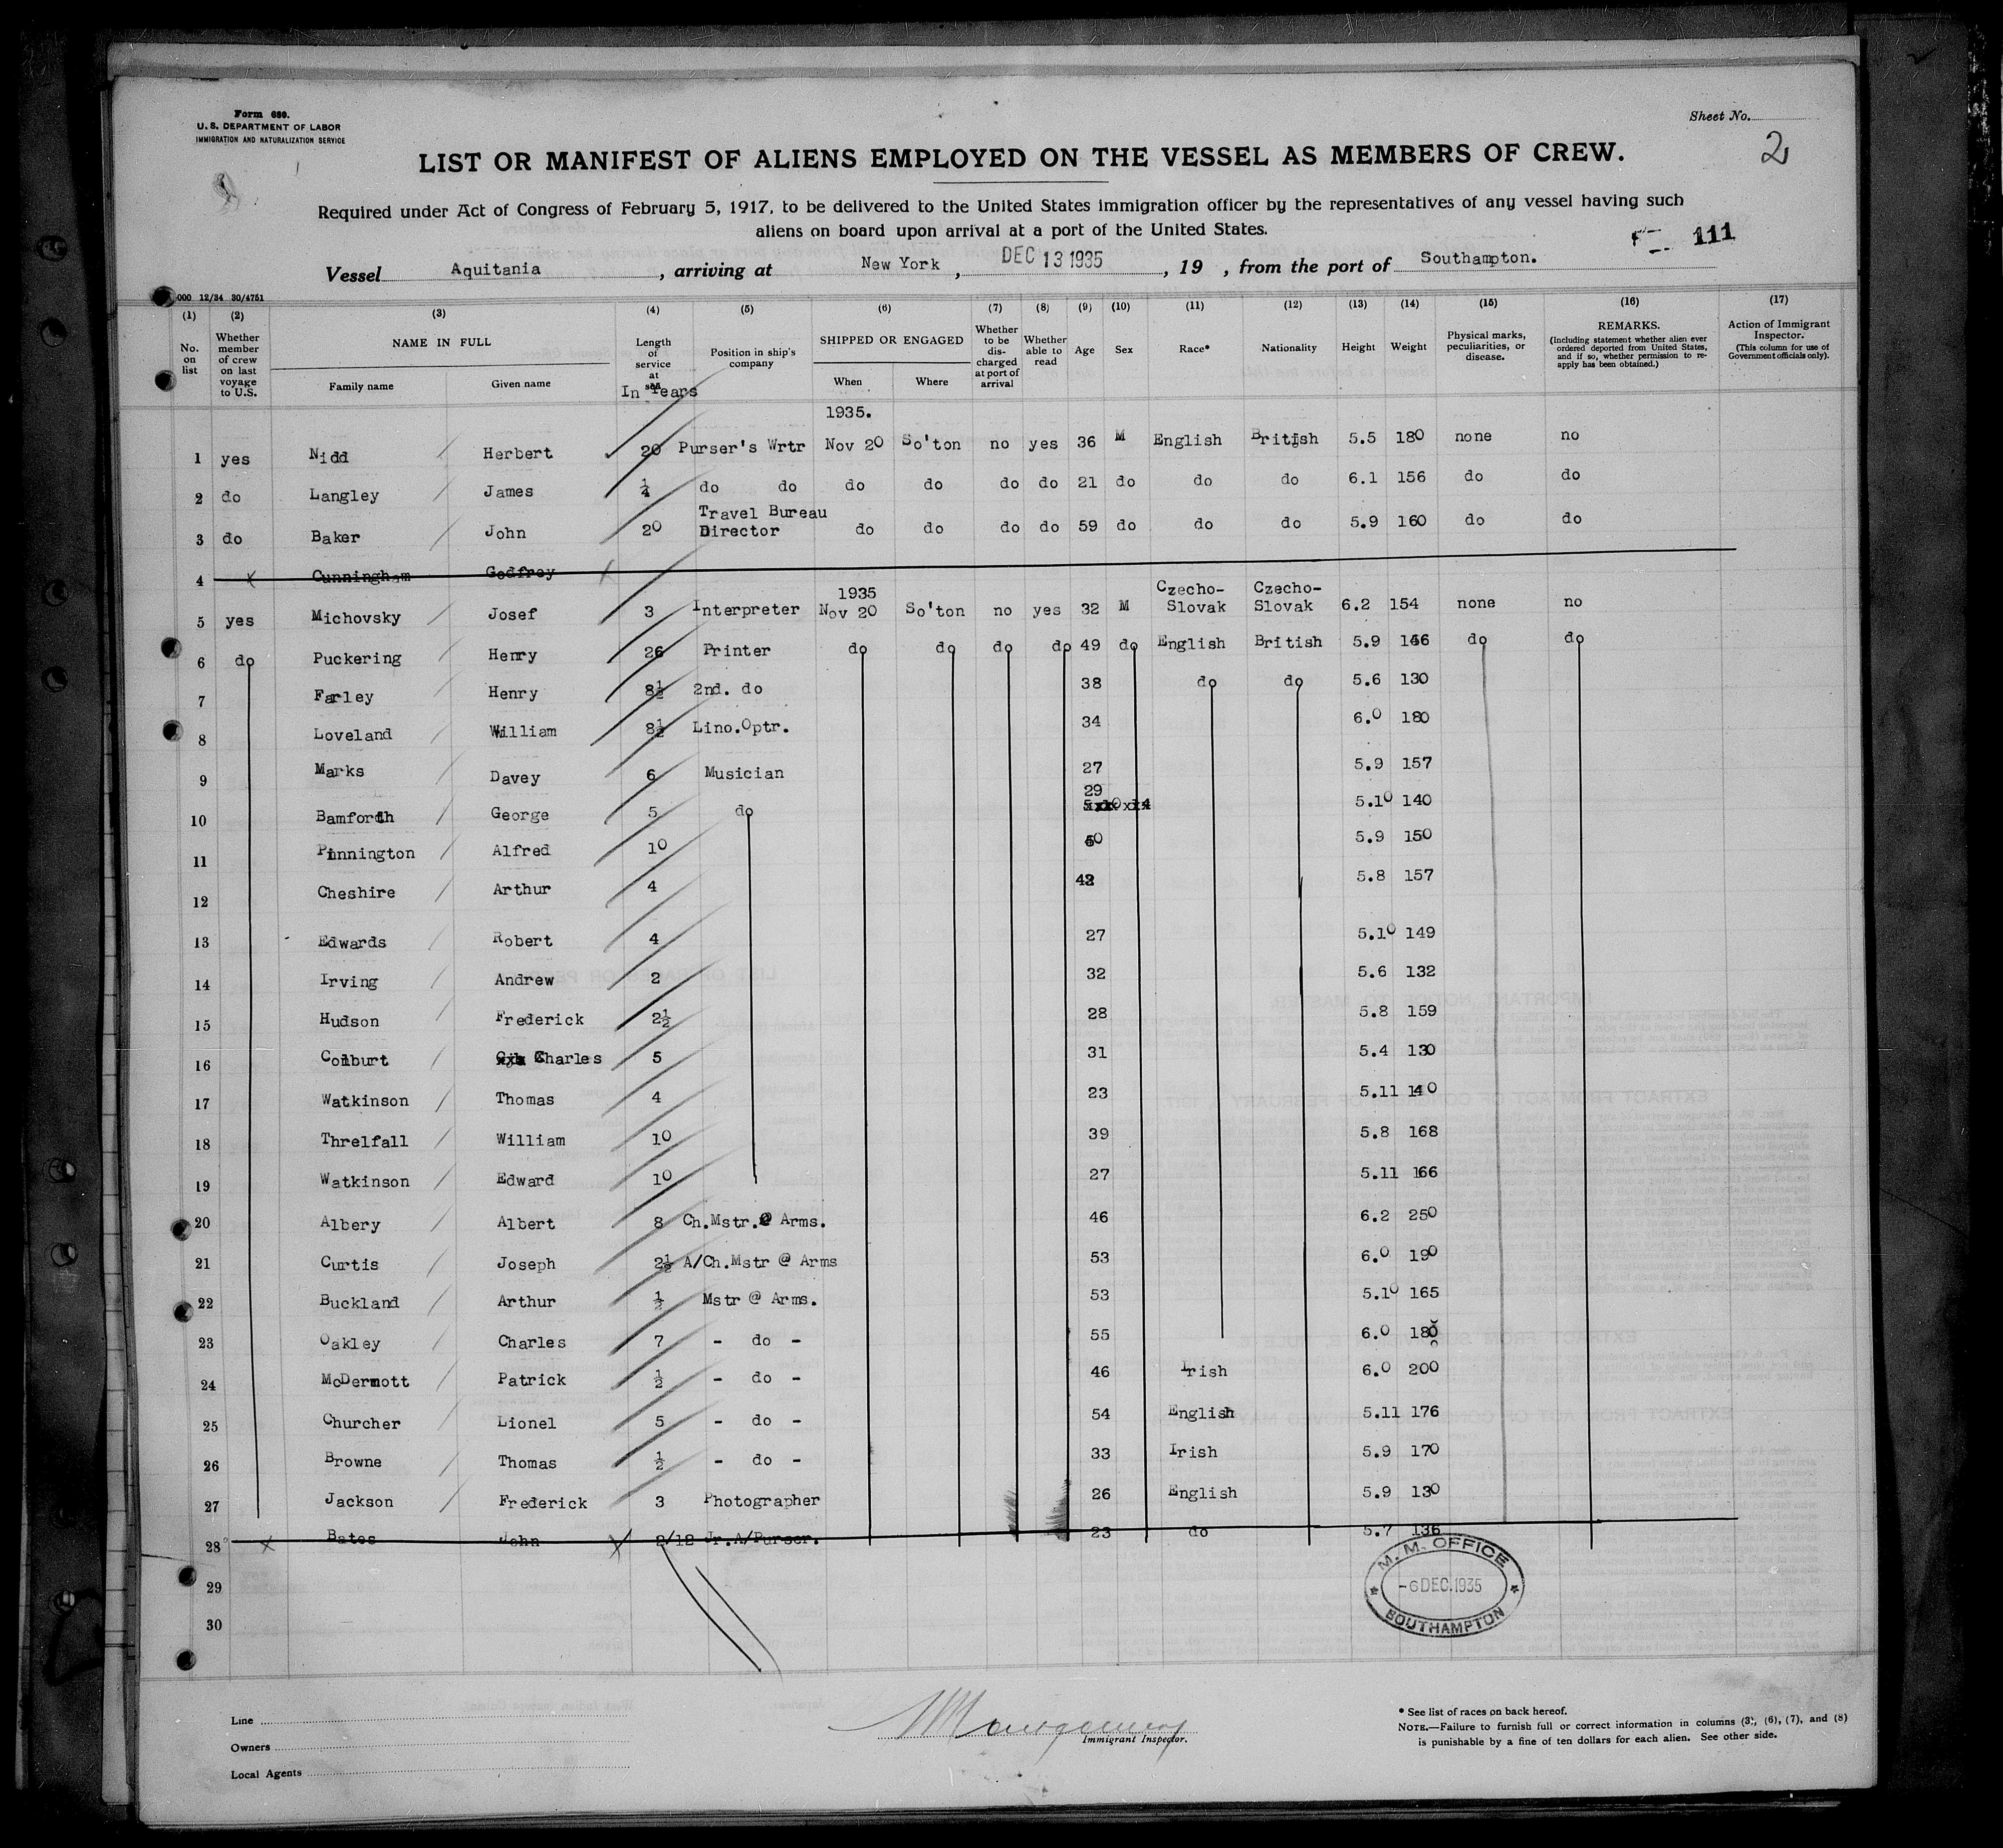 Form 680.
U. S. DEPARTMENT OF LABOR
IMMIGRATION AND NATURALIZATION SERVICE
Sheet No.
2
LIST OR MANIFEST OF ALIENS EMPLOYED ON THE VESSEL AS MEMBERS OF CREW.
Required under Act of Congress of February 5, 1917, to be delivered to the United States immigration officer by the representatives of any vessel having such
aliens on board upon arrival at a port of the United States.
111
Vessel Aquitania, arriving at New York, DEC 13 1935, 19 , from the port of Southampton.
000 12/34 30/4751
(1) (2) (3) (4) (5) (6) (7) (8) (9) (10) (11) (12) (13) (14) (15) (16) (17)
No. on list
Whether member of crew on last voyage to U.S.
NAME IN FULL
Family name Given name
Length of service at sea
In Years
Position in ship's company
SHIPPED OR ENGAGED
When Where
Whether to be discharged at port of arrival
Whether able to read
Age Sex Race* Nationality Height Weight
Physical marks, peculiarities, or disease.
REMARKS.
(Including statement whether alien ever ordered deported from United States, and if so, whether permission to reapply has been obtained.)
Action of Immigrant Inspector.
(This column for use of Government officials only).
1935.
1 yes Nidd Herbert 20 Purser's Wrtr Nov 20 So'ton no yes 36 M English British 5.5 180 none no
2 do Langley James ¼ do do do do do do 21 do do do 6.1 156 do do
3 do Baker John 20 Travel Bureau Director do do do do 59 do do do 5.9 160 do do
4 x Cunningham Godfrey
5 yes Michovsky Josef 3 Interpreter 1935 Nov 20 So'ton no yes 32 M Czecho-Slovak Czecho-Slovak 6.2 154 none no
6 do Puckering Henry 26 Printer do do do do 49 do English British 5.9 166 do do
7 Farley Henry 8½ 2nd. do 38 do do 5.6 130
8 Loveland William 8½ Lino.Optr. 34 6.0 180
9 Marks Davey 6 Musician 27 5.9 157
10 Bamforth George 5 do 29 5.10 140
11 Pinnington Alfred 10 5.9 150
12 Cheshire Arthur 4 5.8 157
13 Edwards Robert 4 27 5.10 149
14 Irving Andrew 2 32 5.6 132
15 Hudson Frederick 2½ 28 5.8 159
16 Charles 5 31 5.4 130
17 Watkinson Thomas 4 23 5.11 140
18 Threlfall William 10 39 5.8 168
19 Watkinson Edward 10 27 5.11 166
20 Albery Albert 8 Ch.Mstr.@ Arms. 46 6.2 250
21 Curtis Joseph 2½ A/Ch.Mstr @ Arms 53 6.0 190
22 Buckland Arthur ½ Mstr @ Arms. 53 5.10 165
23 Oakley Charles 7 - do - 55 6.0 180
24 McDermott Patrick ½ - do - 46 Irish 6.0 200
25 Churcher Lionel 5 - do - 54 English 5.11 176
26 Browne Thomas ½ - do - 33 Irish 5.9 170
27 Jackson Frederick 3 Photographer 26 English 5.9 130
28 x Bates John 2/12 Jr.A/Purser. 23 do 5.7 136
29
30
M. M. OFFICE
-6 DEC. 1935
SOUTHAMPTON
Line
Owners
Local Agents
Immigrant Inspector.
* See list of races on back hereof.
NOTE.—Failure to furnish full or correct information in columns (3), (6), (7), and (8)
is punishable by a fine of ten dollars for each alien. See other side.